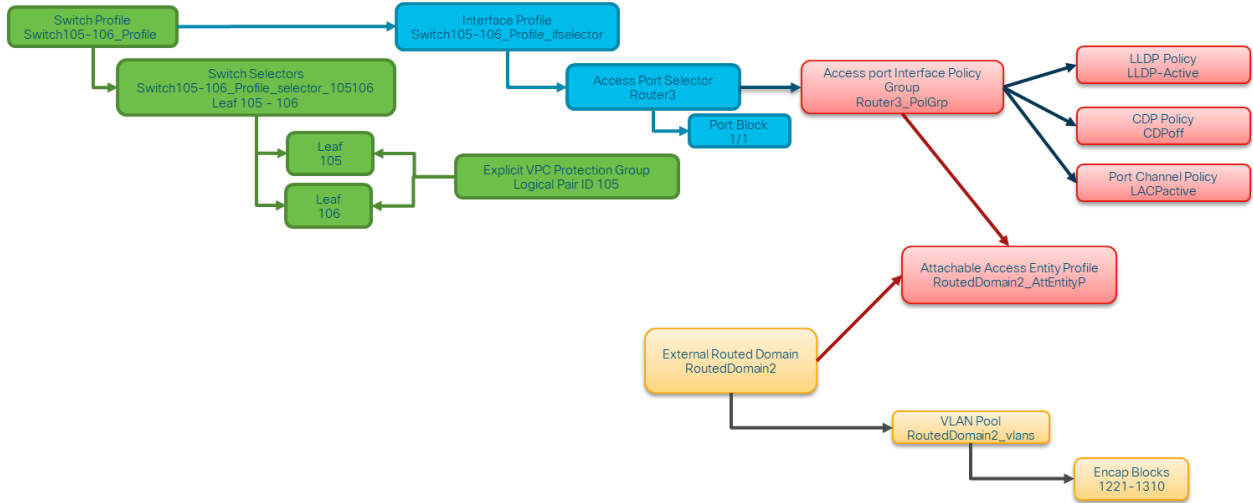 Switch Profile
Switch105-106_Profile
Interface Profile
Switch105-106_Profile_ifselector
Switch Selectors
Switch105-106_Profile_selector_105106
Leaf 105 - 106
Access Port Selector
Router3
Access port Interface Policy
Group
Router3_PolGrp
LLDP Policy
LLDP-Active
CDP Policy
CDPoff
Port Channel Policy
LACPactive
Port Block
1/1
Leaf
105
Leaf
106
Explicit VPC Protection Group
Logical Pair ID 105
Attachable Access Entity Profile
RoutedDomain2_AttEntityP
External Routed Domain
RoutedDomain2
VLAN Pool
RoutedDomain2_vlans
Encap Blocks
1221-1310